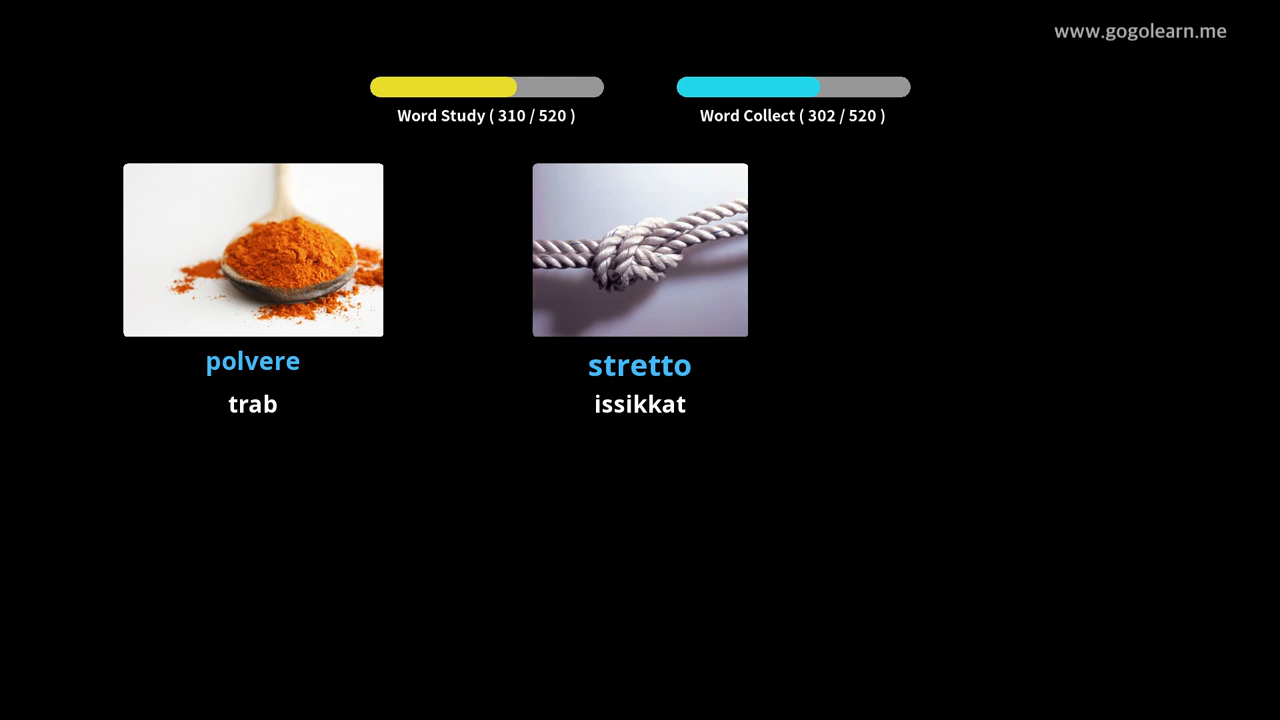 www.gogolearn.me
Word Study ( 310 / 520 )
Word Collect ( 302 / 520 )
polvere
trab
stretto
issikkat